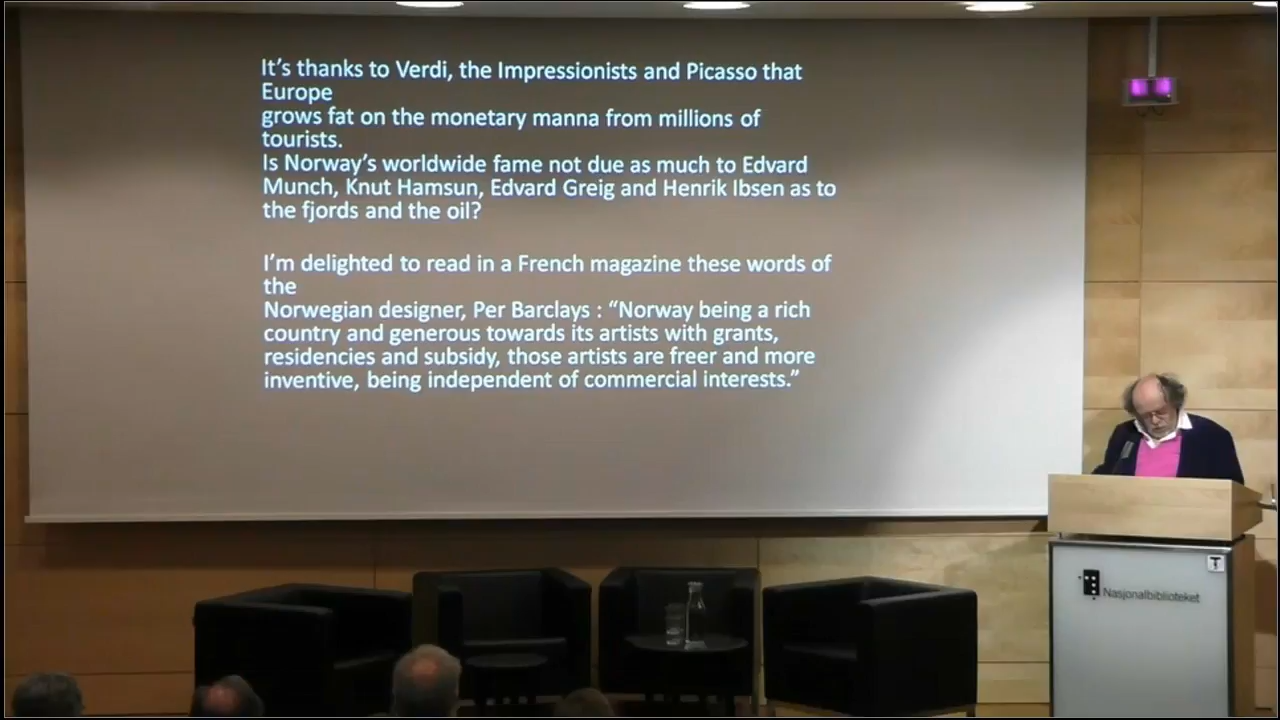 It's thanks to Verdi, the Impressionists and Picasso that
Europe
grows fat on the monetary manna from millions of
tourists.
Is Norway's worldwide fame not due as much to Edvard
Munch, Knut Hamsun, Edvard Greig and Henrik Ibsen as to
the fjords and the oil?
I'm delighted to read in a French magazine these words of
the
Norwegian designer, Per Barclays : “Norway being a rich
country and generous towards its artists with grants,
residencies and subsidy, those artists are freer and more
inventive, being independent of commercial interests.”
T
Nasjonalbiblioteket